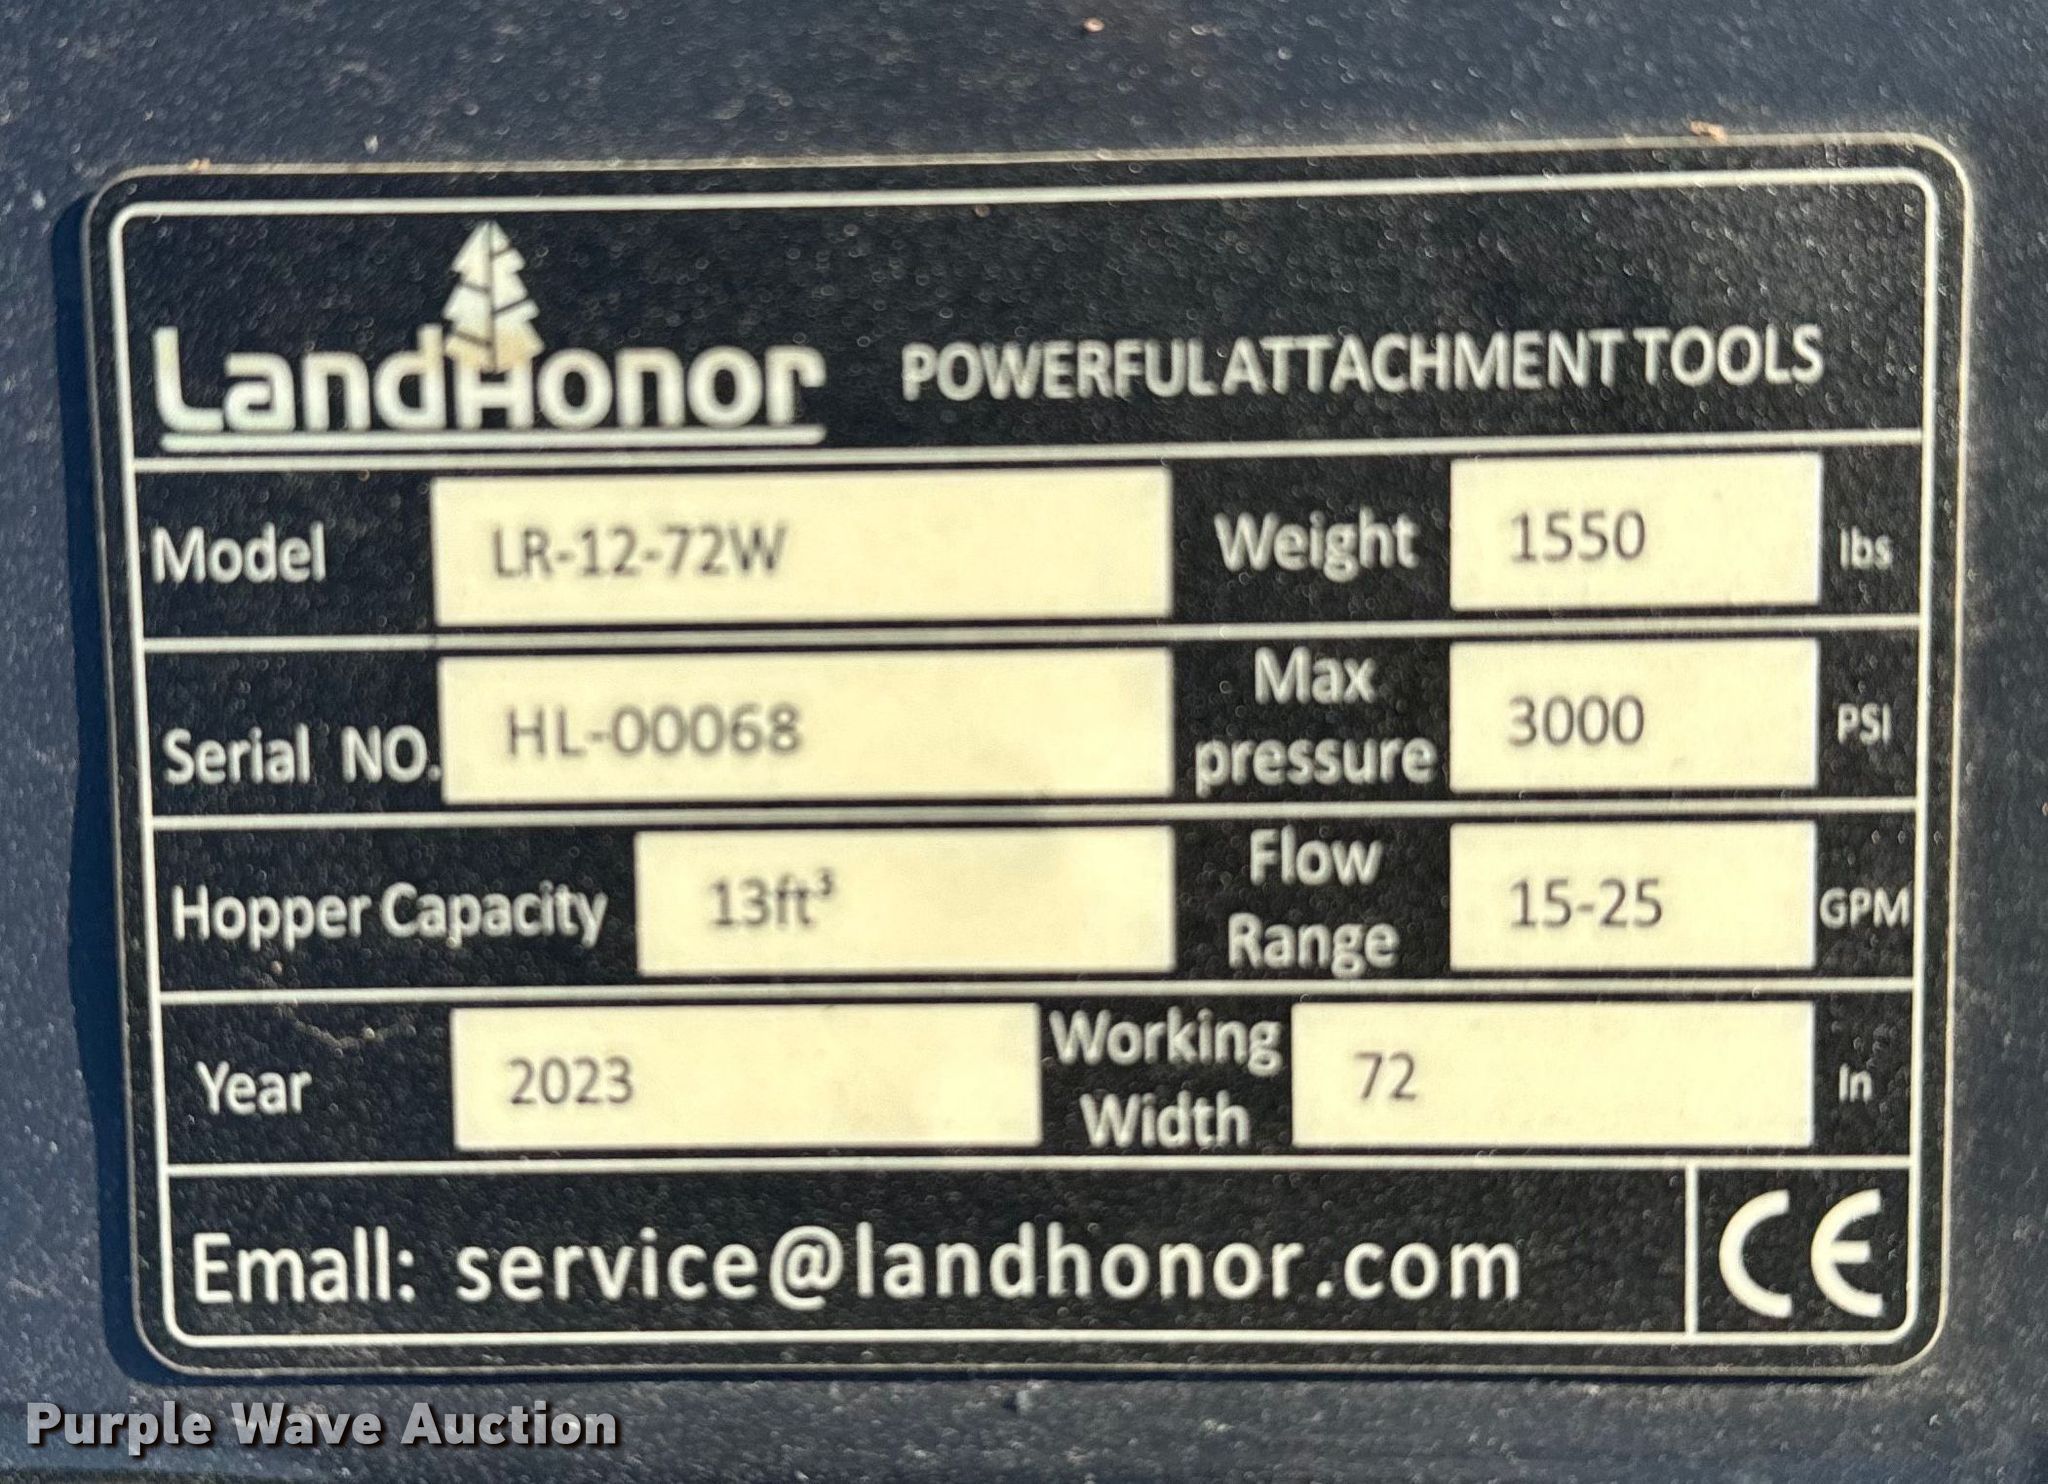 LandHonor POWERFUL ATTACHMENT TOOLS
Model LR-12-72W Weight 1550 lbs
Serial NO. HL-00068 Max pressure 3000 PSI
Hopper Capacity 13ft³ Flow Range 15-25 GPM
Year 2023 Working Width 72 In
Emall: service@landhonor.com CE
Purple Wave Auction